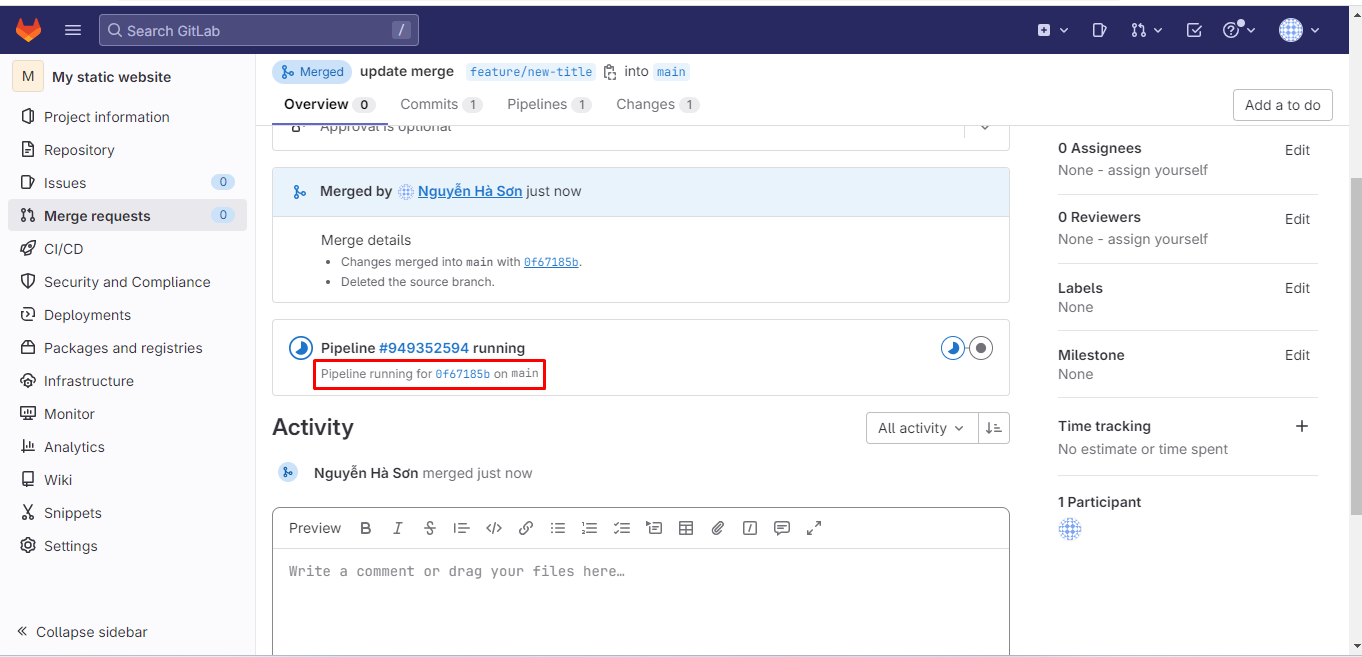 Search GitLab /
M My static website
Project information
Repository
Issues 0
Merge requests 0
CI/CD
Security and Compliance
Deployments
Packages and registries
Infrastructure
Monitor
Analytics
Wiki
Snippets
Settings
Collapse sidebar
Merged update merge feature/new-title into main
Overview 0 Commits 1 Pipelines 1 Changes 1
Add a to do
Approval is optional
Merged by Nguyễn Hà Sơn just now
Merge details
• Changes merged into main with 0f67185b.
• Deleted the source branch.
Pipeline #949352594 running
Pipeline running for 0f67185b on main
Activity
All activity
Nguyễn Hà Sơn merged just now
Preview
Write a comment or drag your files here…
0 Assignees Edit
None - assign yourself
0 Reviewers Edit
None - assign yourself
Labels Edit
None
Milestone Edit
None
Time tracking +
No estimate or time spent
1 Participant